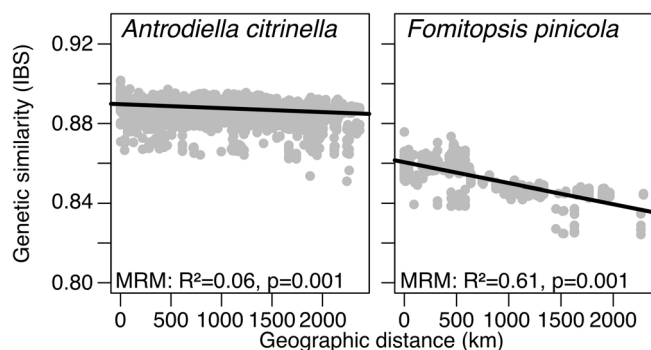 Antrodiella citrinella
Fomitopsis pinicola
Genetic similarity (IBS)
0.92
0.88
0.84
0.80
MRM: R²=0.06, p=0.001
MRM: R²=0.61, p=0.001
0 500 1000 1500 2000
0 500 1000 1500 2000
Geographic distance (km)